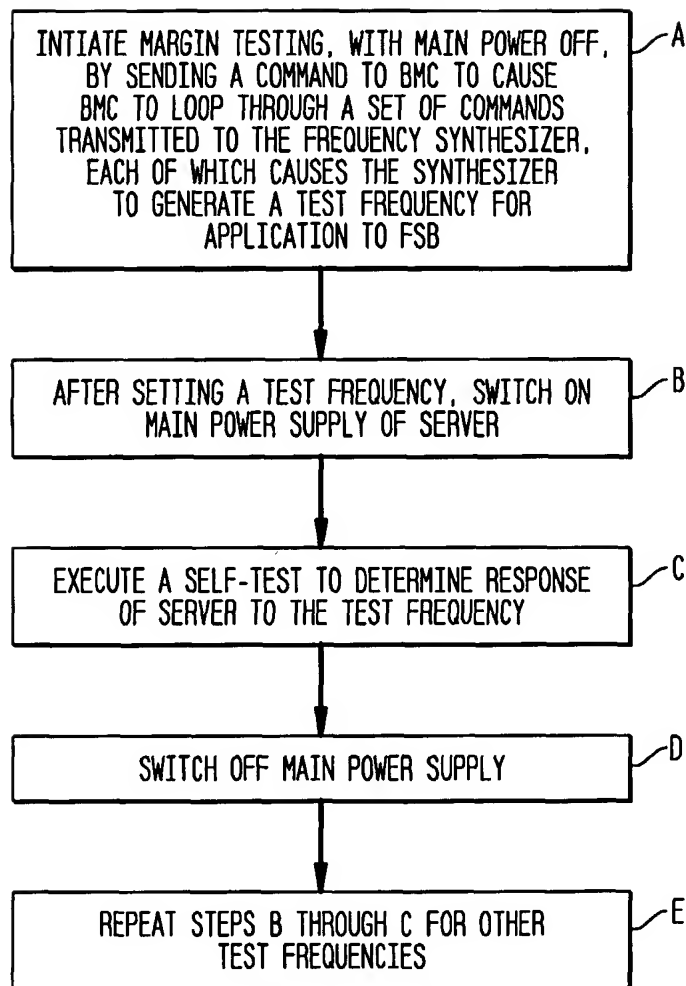 INTIATE MARGIN TESTING, WITH MAIN POWER OFF,
BY SENDING A COMMAND TO BMC TO CAUSE
BMC TO LOOP THROUGH A SET OF COMMANDS
TRANSMITTED TO THE FREQUENCY SYNTHESIZER,
EACH OF WHICH CAUSES THE SYNTHESIZER
TO GENERATE A TEST FREQUENCY FOR
APPLICATION TO FSB
A
AFTER SETTING A TEST FREQUENCY, SWITCH ON
MAIN POWER SUPPLY OF SERVER
B
EXECUTE A SELF-TEST TO DETERMINE RESPONSE
OF SERVER TO THE TEST FREQUENCY
C
SWITCH OFF MAIN POWER SUPPLY
D
REPEAT STEPS B THROUGH C FOR OTHER
TEST FREQUENCIES
E